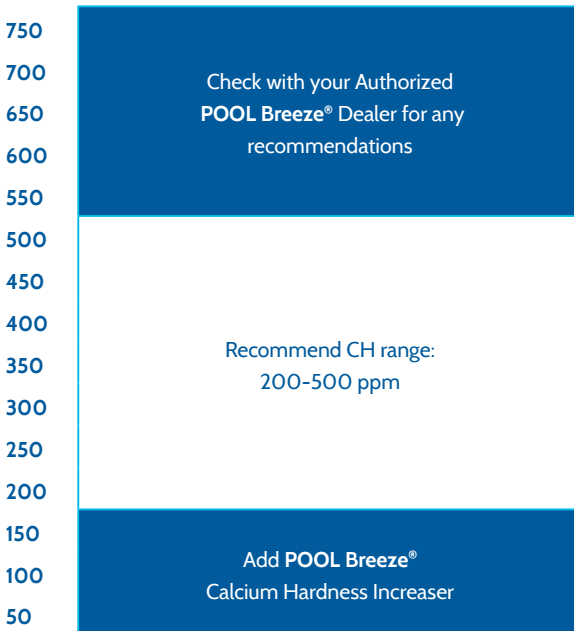 750
700
650
600
550
500
450
400
350
300
250
200
150
100
50
Check with your Authorized
POOL Breeze® Dealer for any
recommendations
Recommend CH range:
200-500 ppm
Add POOL Breeze®
Calcium Hardness Increaser